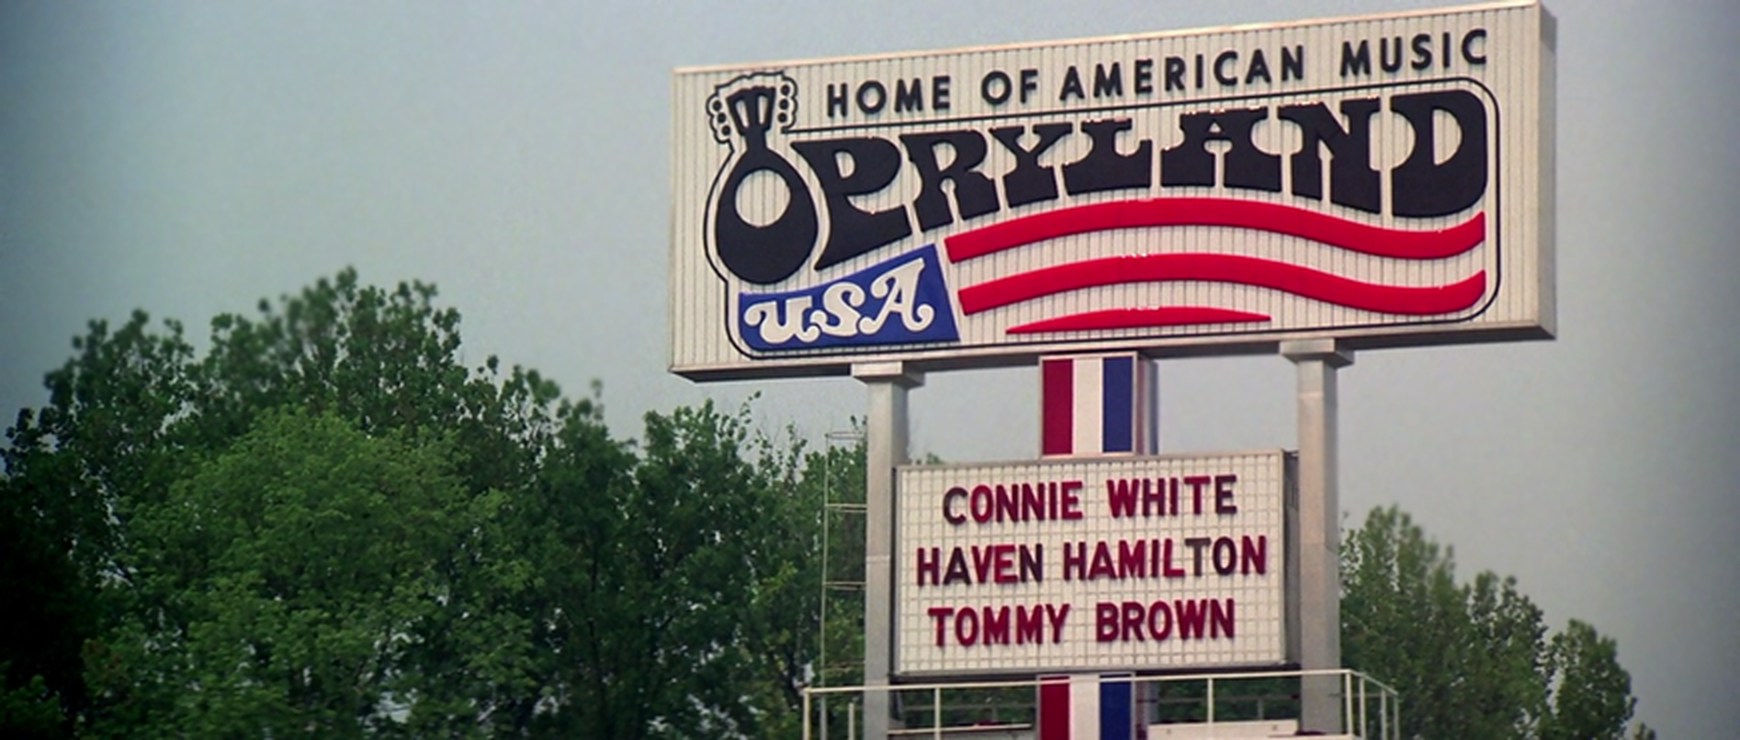 HOME OF AMERICAN MUSIC
OPRYLAND
USA
CONNIE WHITE
HAVEN HAMILTON
TOMMY BROWN